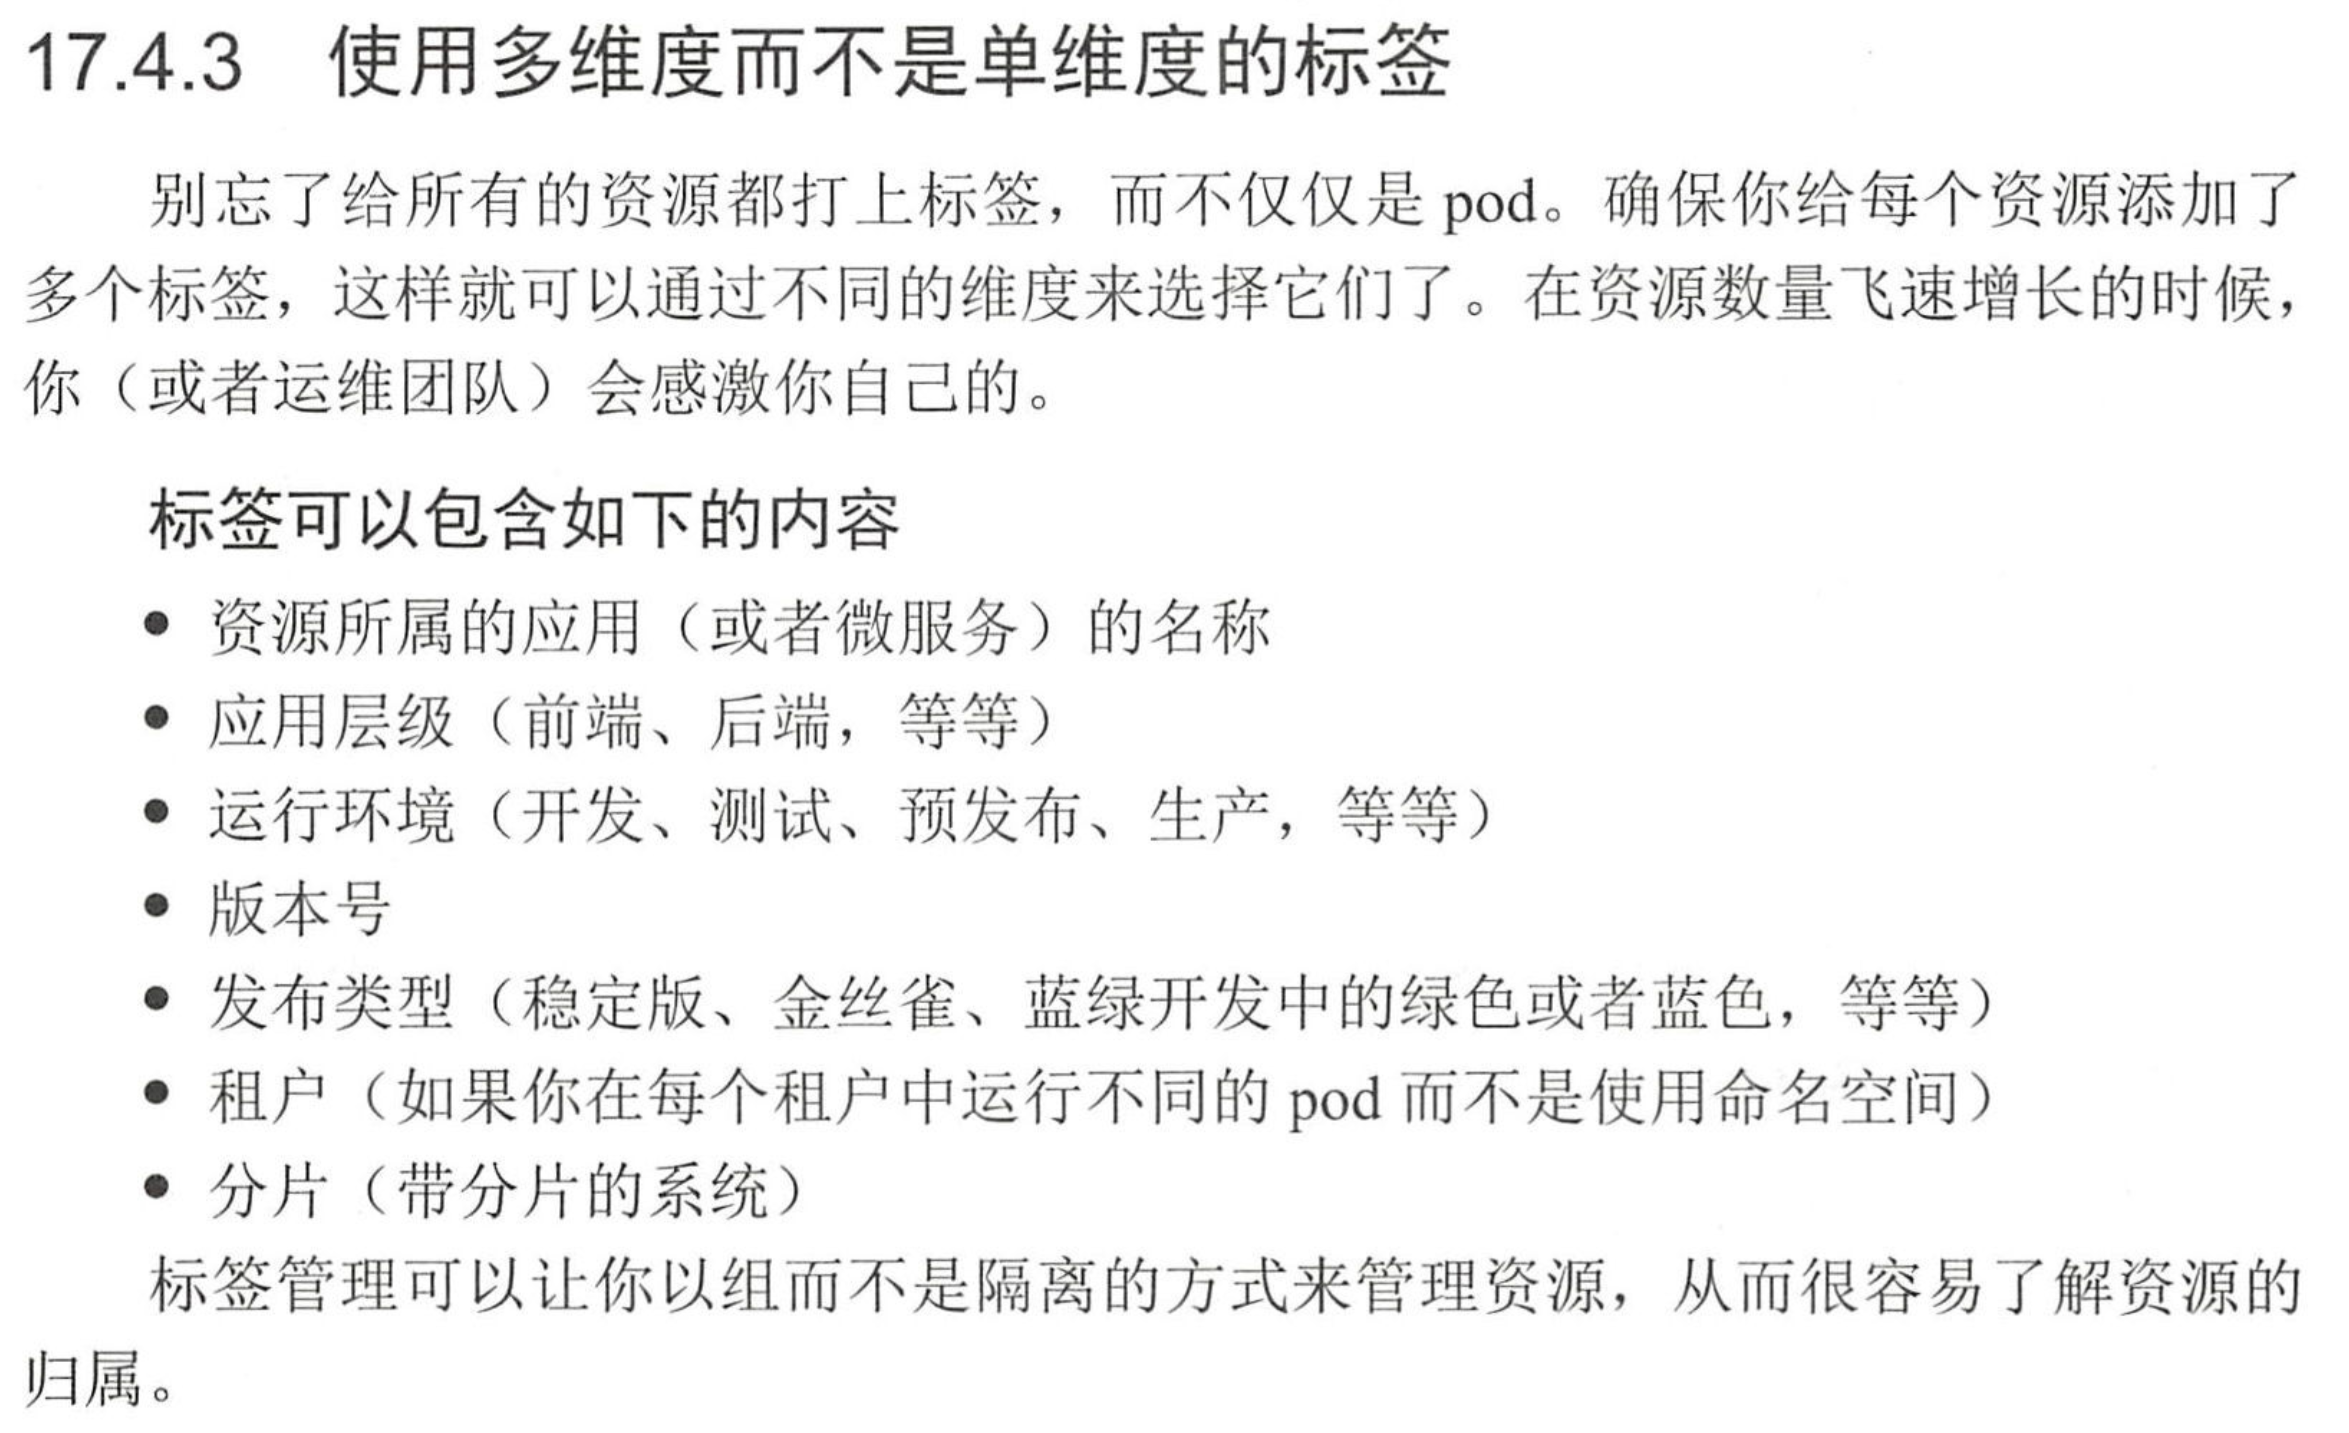 17.4.3 使用多维度而不是单维度的标签
别忘了给所有的资源都打上标签，而不仅仅是 pod。确保你给每个资源添加了
多个标签，这样就可以通过不同的维度来选择它们了。在资源数量飞速增长的时候，
你（或者运维团队）会感激你自己的。
标签可以包含如下的内容
● 资源所属的应用（或者微服务）的名称
● 应用层级（前端、后端，等等）
● 运行环境（开发、测试、预发布、生产，等等）
● 版本号
● 发布类型（稳定版、金丝雀、蓝绿开发中的绿色或者蓝色，等等）
● 租户（如果你在每个租户中运行不同的 pod 而不是使用命名空间）
● 分片（带分片的系统）
标签管理可以让你以组而不是隔离的方式来管理资源，从而很容易了解资源的
归属。